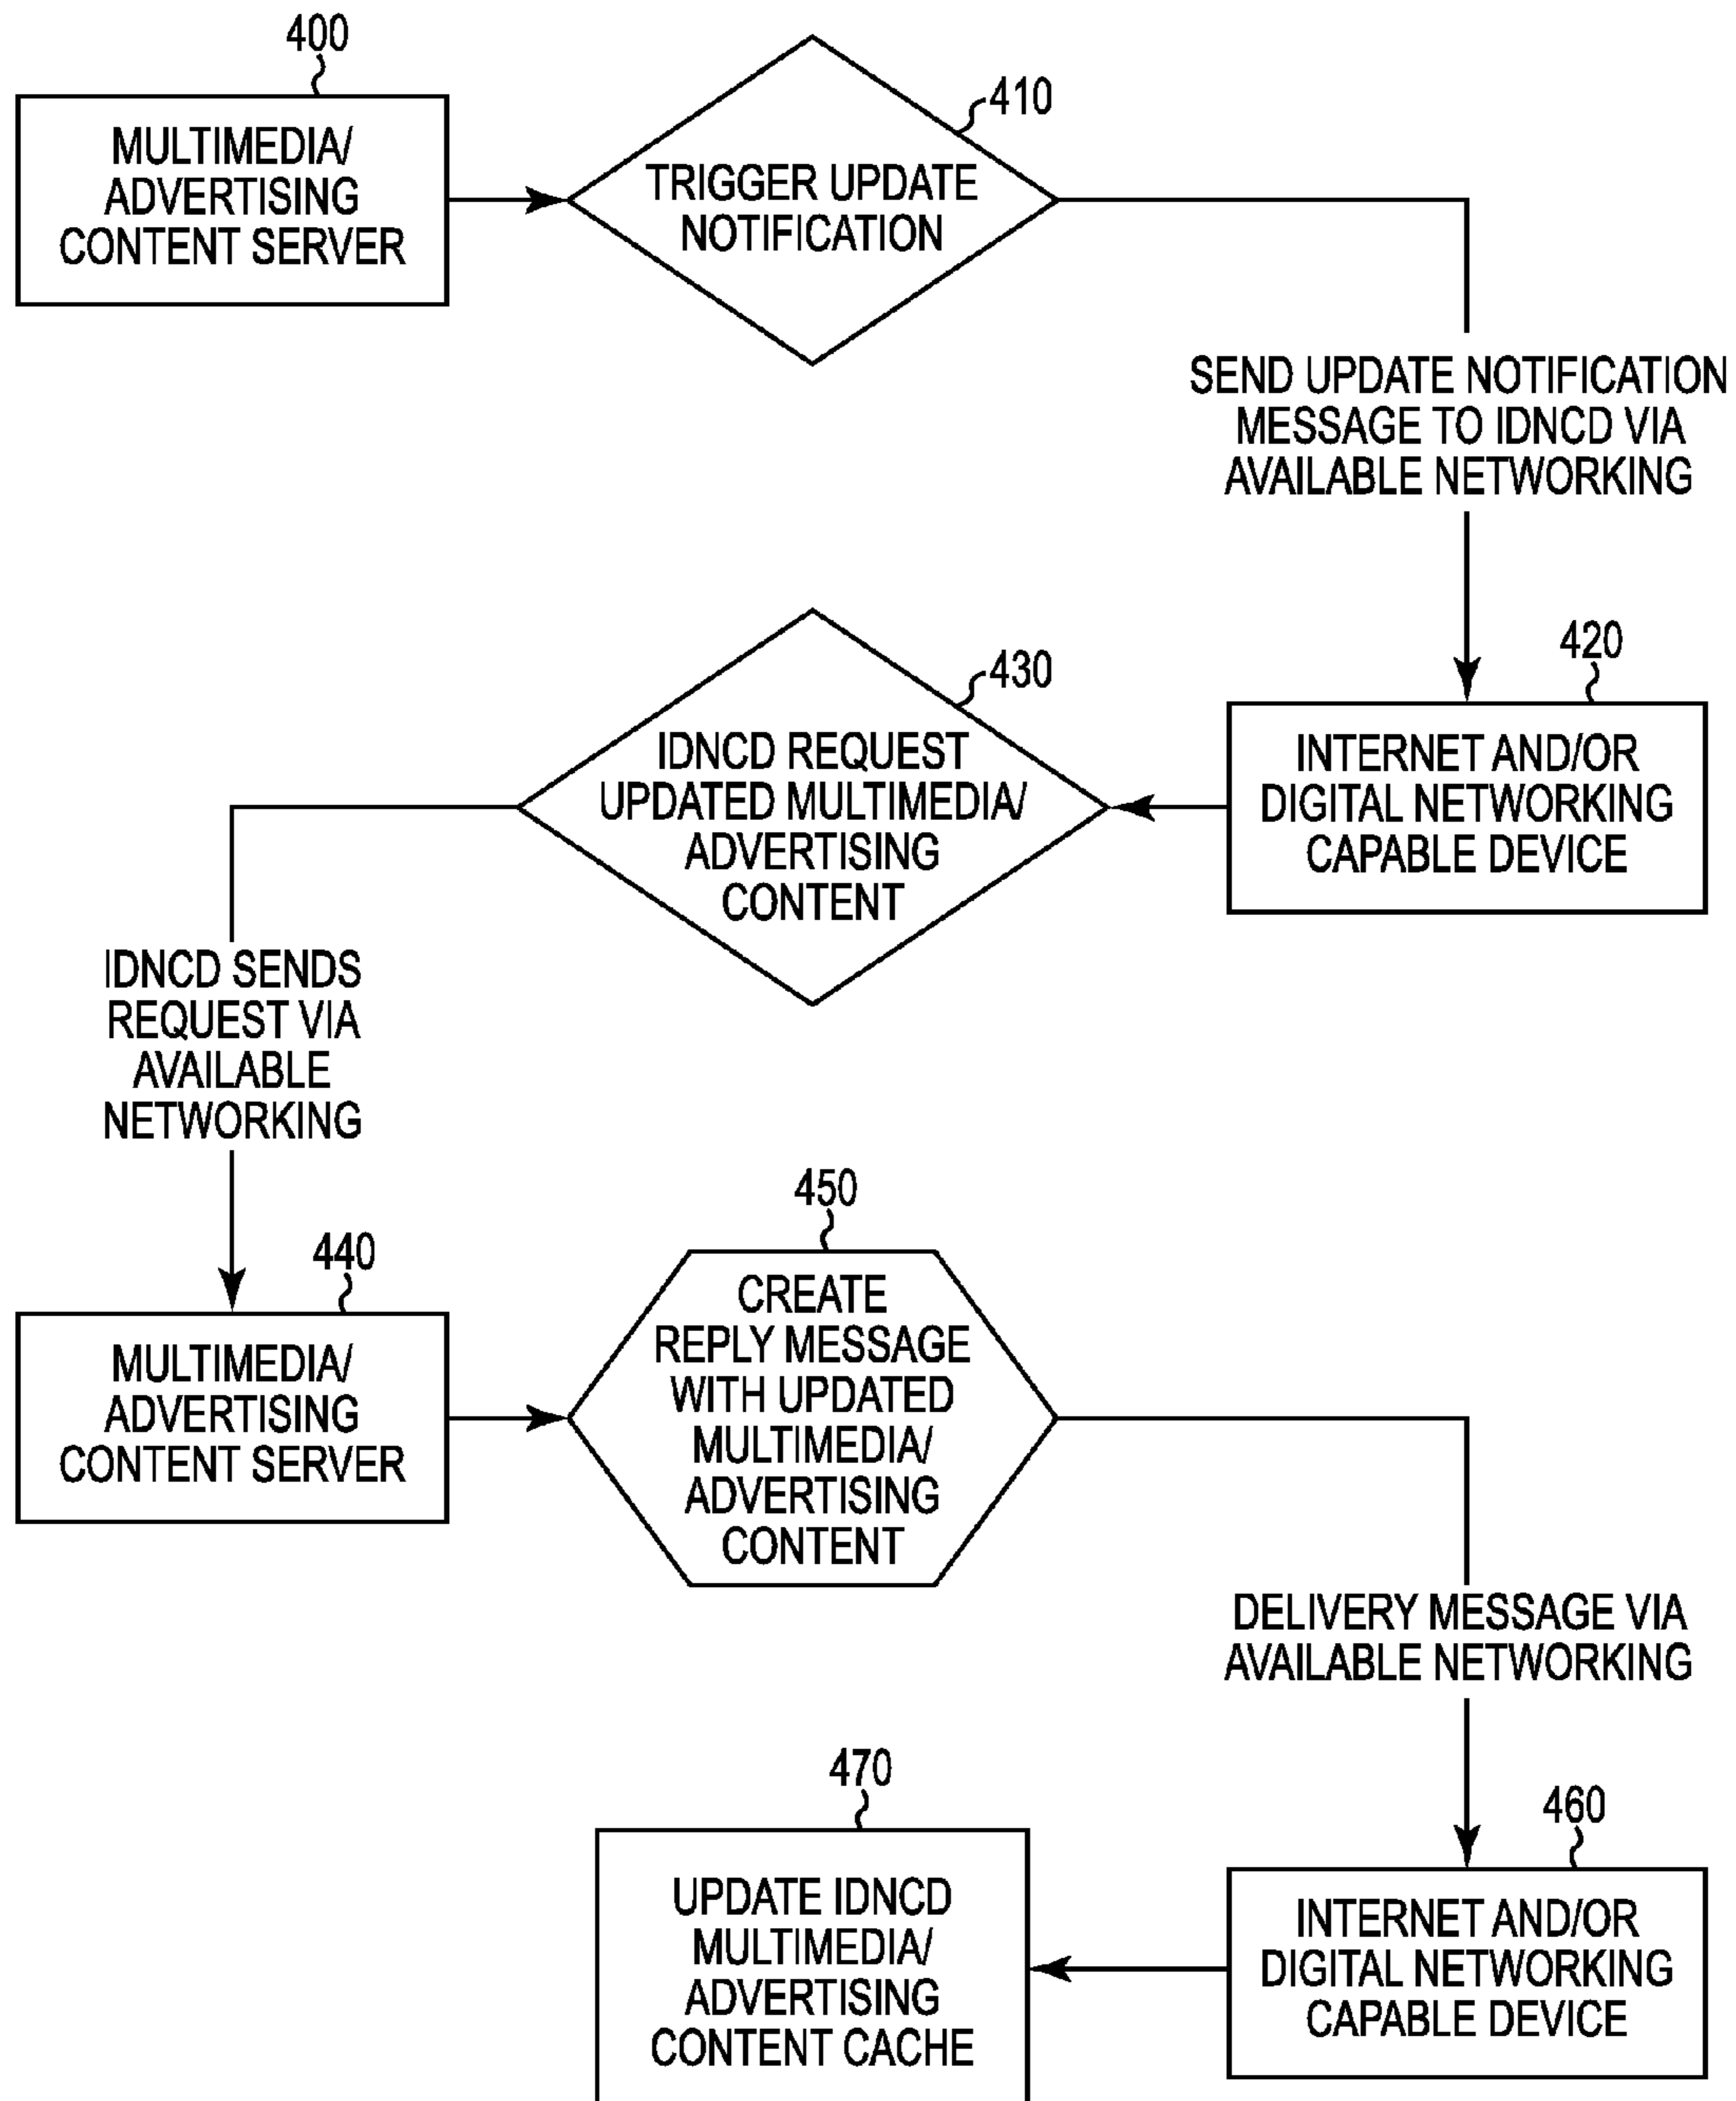 400
MULTIMEDIA/
ADVERTISING
CONTENT SERVER
410
TRIGGER UPDATE
NOTIFICATION
SEND UPDATE NOTIFICATION
MESSAGE TO IDNCD VIA
AVAILABLE NETWORKING
420
INTERNET AND/OR
DIGITAL NETWORKING
CAPABLE DEVICE
430
IDNCD REQUEST
UPDATED MULTIMEDIA/
ADVERTISING
CONTENT
IDNCD SENDS
REQUEST VIA
AVAILABLE
NETWORKING
440
MULTIMEDIA/
ADVERTISING
CONTENT SERVER
450
CREATE
REPLY MESSAGE
WITH UPDATED
MULTIMEDIA/
ADVERTISING
CONTENT
DELIVERY MESSAGE VIA
AVAILABLE NETWORKING
460
INTERNET AND/OR
DIGITAL NETWORKING
CAPABLE DEVICE
470
UPDATE IDNCD
MULTIMEDIA/
ADVERTISING
CONTENT CACHE